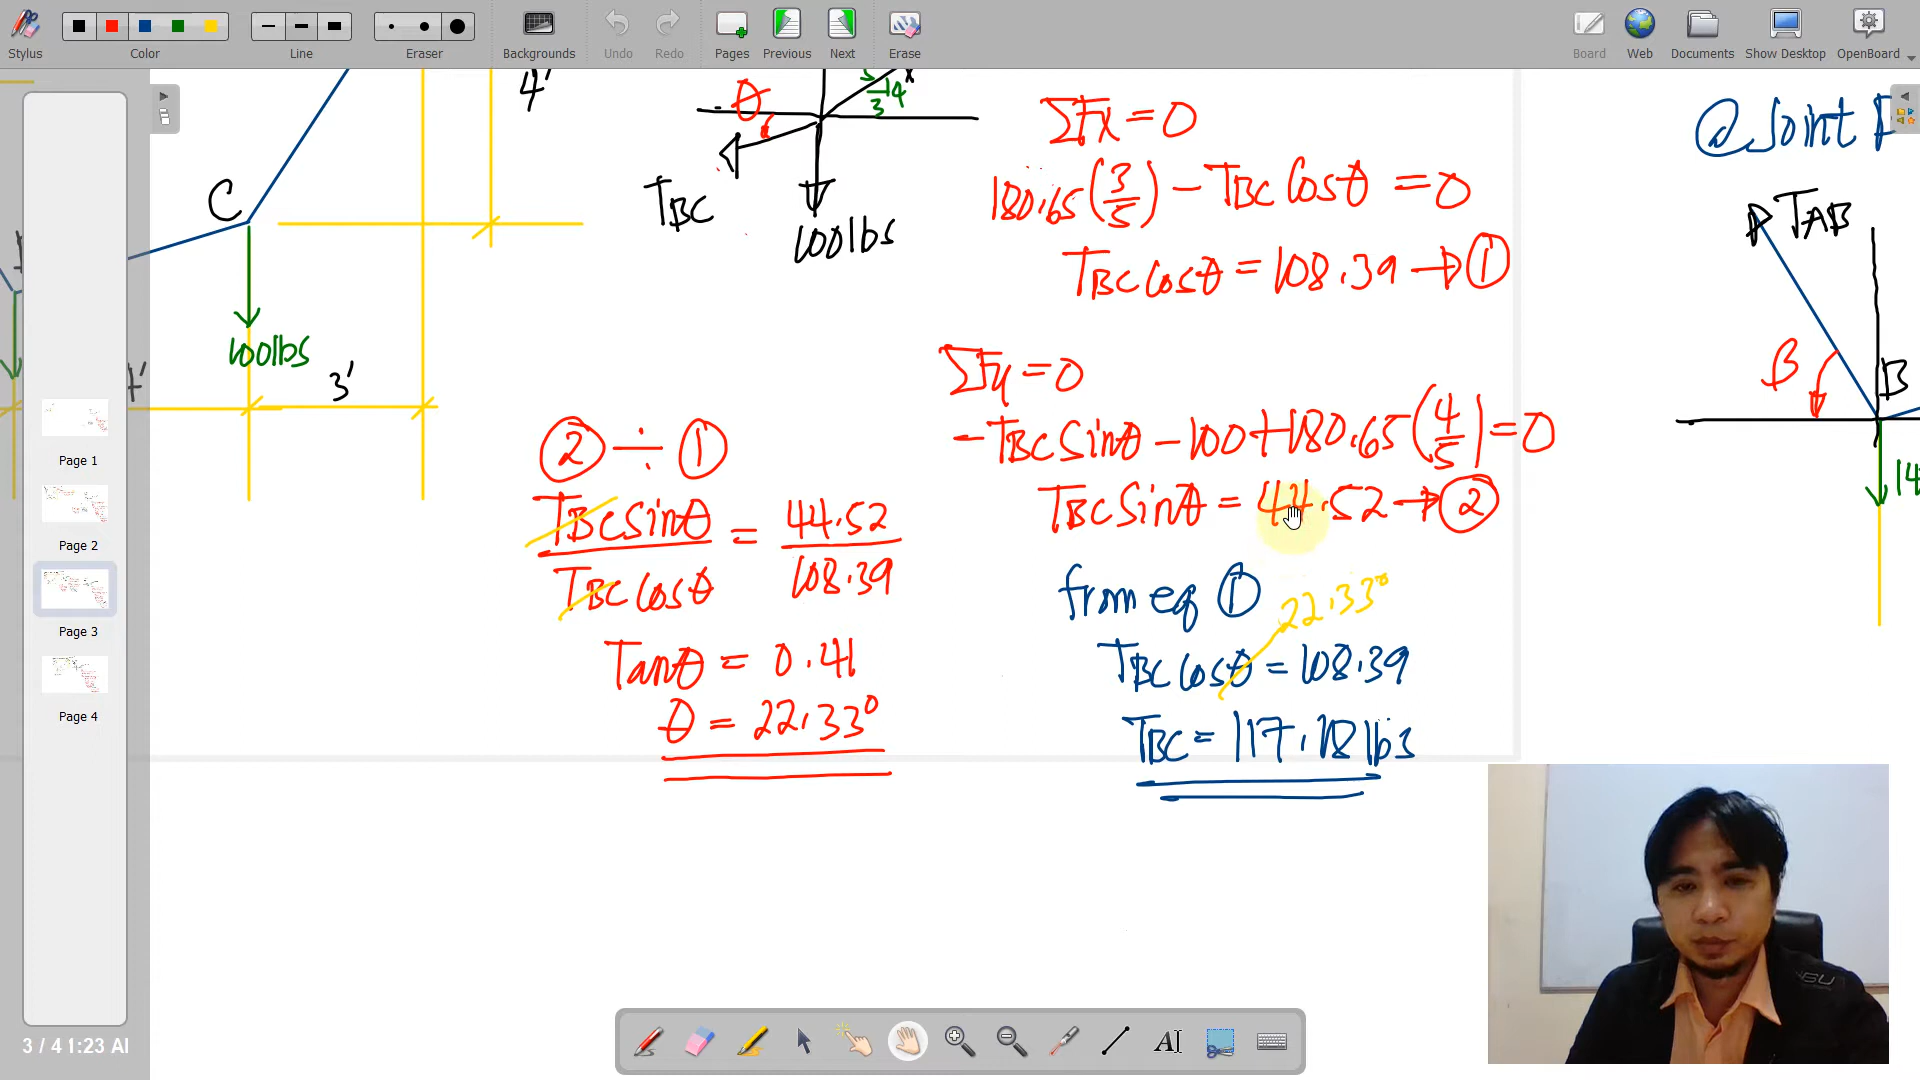 Stylus
Color
Line
Eraser
Backgrounds
Undo
Redo
Pages
Previous
Next
Erase
Board
Web
Documents
Show Desktop
OpenBoard
Page 1
Page 2
Page 3
Page 4
3 / 4 1:23 AI
4'
C
100lbs
3'
θ
TBC
100lbs
5
4
3
x
ΣFx = 0
180.65 (3/5) - TBC Cosθ = 0
TBC Cosθ = 108.39 → ①
ΣFy = 0
- TBC Sinθ - 100 + 180.65 (4/5) = 0
TBC Sinθ = 44.52 → ②
② ÷ ①
TBC Sinθ / TBC Cosθ = 44.52 / 108.39
Tanθ = 0.41
θ = 22.33°
from eq ①
22.33°
TBC Cosθ = 108.39
TBC = 117.18 lbs
@ Joint
TAB
β
B
14